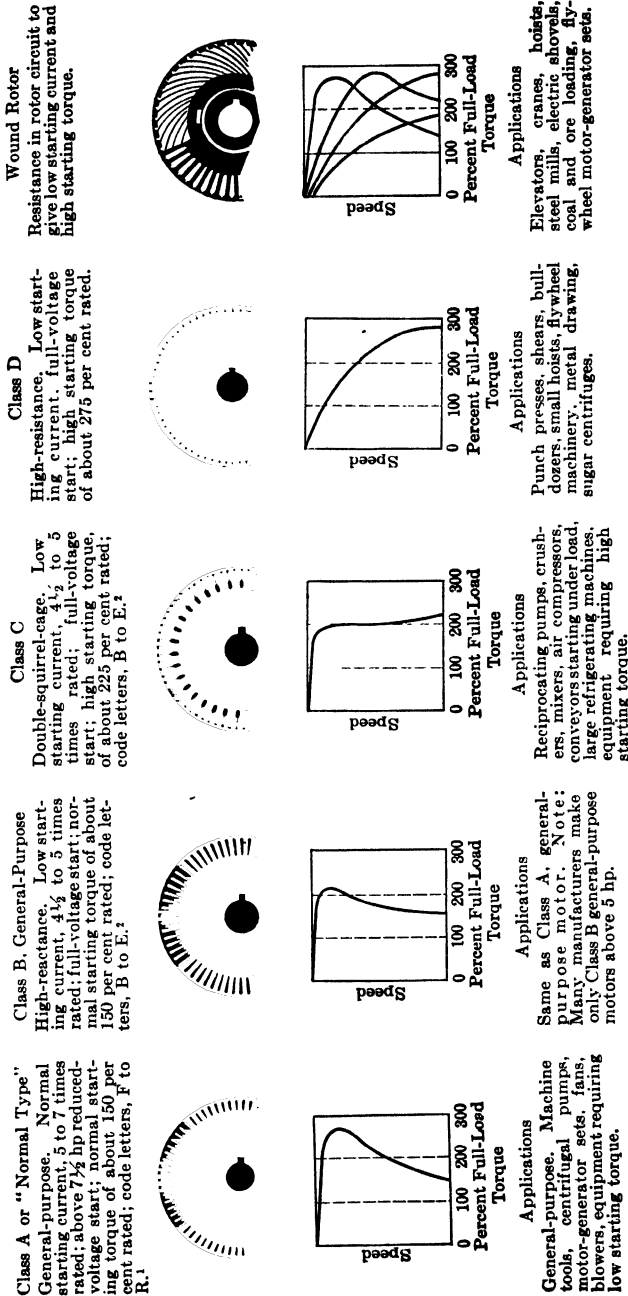 Class A or "Normal Type"
General-purpose. Normal
starting current, 5 to 7 times
rated; above 7½ hp reduced-
voltage start; normal start-
ing torque of about 150 per
cent rated; code letters, F to
R.¹
Speed
0 100 200 300
Percent Full-Load
Torque
Applications
General-purpose. Machine
tools, centrifugal pumps,
motor-generator sets, fans,
blowers, equipment requiring
low starting torque.
Class B. General-Purpose
High-reactance. Low start-
ing current, 4½ to 5 times
rated; full-voltage start; nor-
mal starting torque of about
150 per cent rated; code let-
ters, B to E.²
Speed
0 100 200 300
Percent Full-Load
Torque
Applications
Same as Class A, general-
purpose motor. Note:
Many manufacturers make
only Class B general-purpose
motors above 5 hp.
Class C
Double-squirrel-cage. Low
starting current, 4½ to 5
times rated; full-voltage
start; high starting torque,
of about 225 per cent rated;
code letters, B to E.²
Speed
0 100 200 300
Percent Full-Load
Torque
Applications
Reciprocating pumps, crush-
ers, mixers, air compressors,
conveyors starting under load,
large refrigerating machines,
equipment requiring high
starting torque.
Class D
High-resistance. Low start-
ing current, full-voltage
start; high starting torque
of about 275 per cent rated.
Speed
0 100 200 300
Percent Full-Load
Torque
Applications
Punch presses, shears, bull-
dozers, small hoists, flywheel
machinery, metal drawing,
sugar centrifuges.
Wound Rotor
Resistance in rotor circuit to
give low starting current and
high starting torque.
Speed
0 100 200 300
Percent Full-Load
Torque
Applications
Elevators, cranes, hoists,
steel mills, electric shovels,
coal and ore loading, fly-
wheel motor-generator sets.